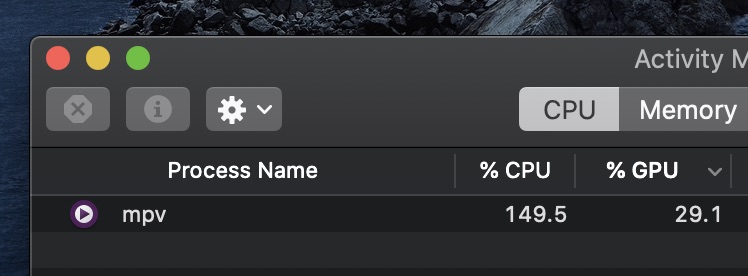 Activity M
CPU Memory
Process Name % CPU % GPU
mpv 149.5 29.1